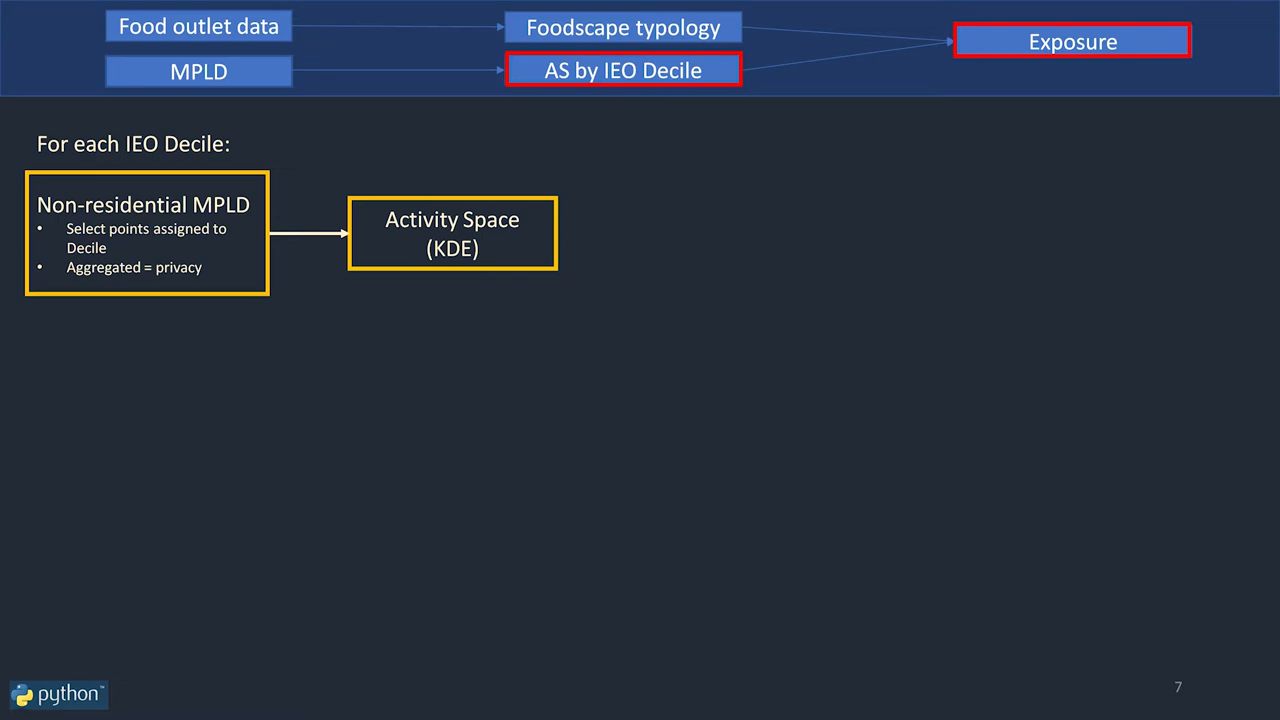 Food outlet data
Foodscape typology
Exposure
MPLD
AS by IEO Decile
For each IEO Decile:
Non-residential MPLD
• Select points assigned to
Decile
• Aggregated = privacy
Activity Space
(KDE)
python™
7